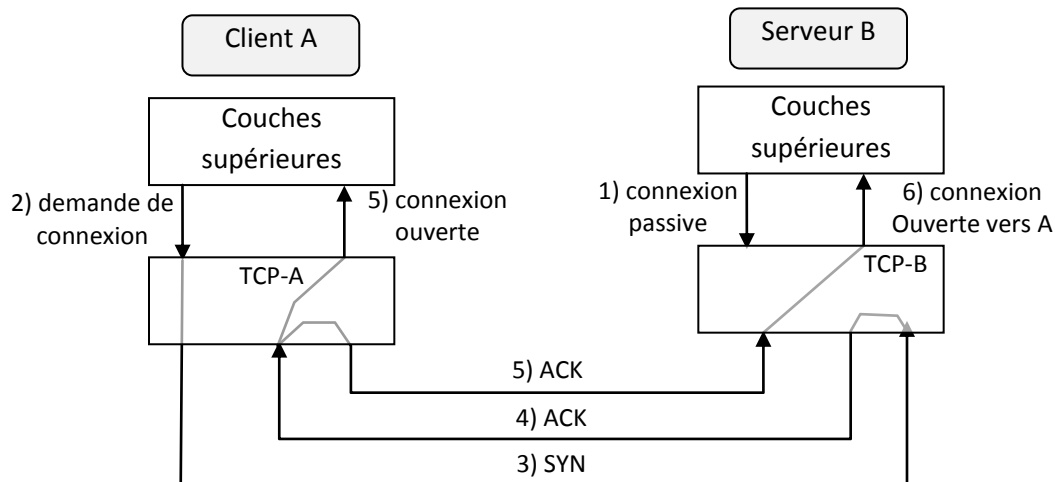 Client A
Serveur B
Couches
supérieures
Couches
supérieures
2) demande de
connexion
5) connexion
ouverte
1) connexion
passive
6) connexion
Ouverte vers A
TCP-A
TCP-B
5) ACK
4) ACK
3) SYN